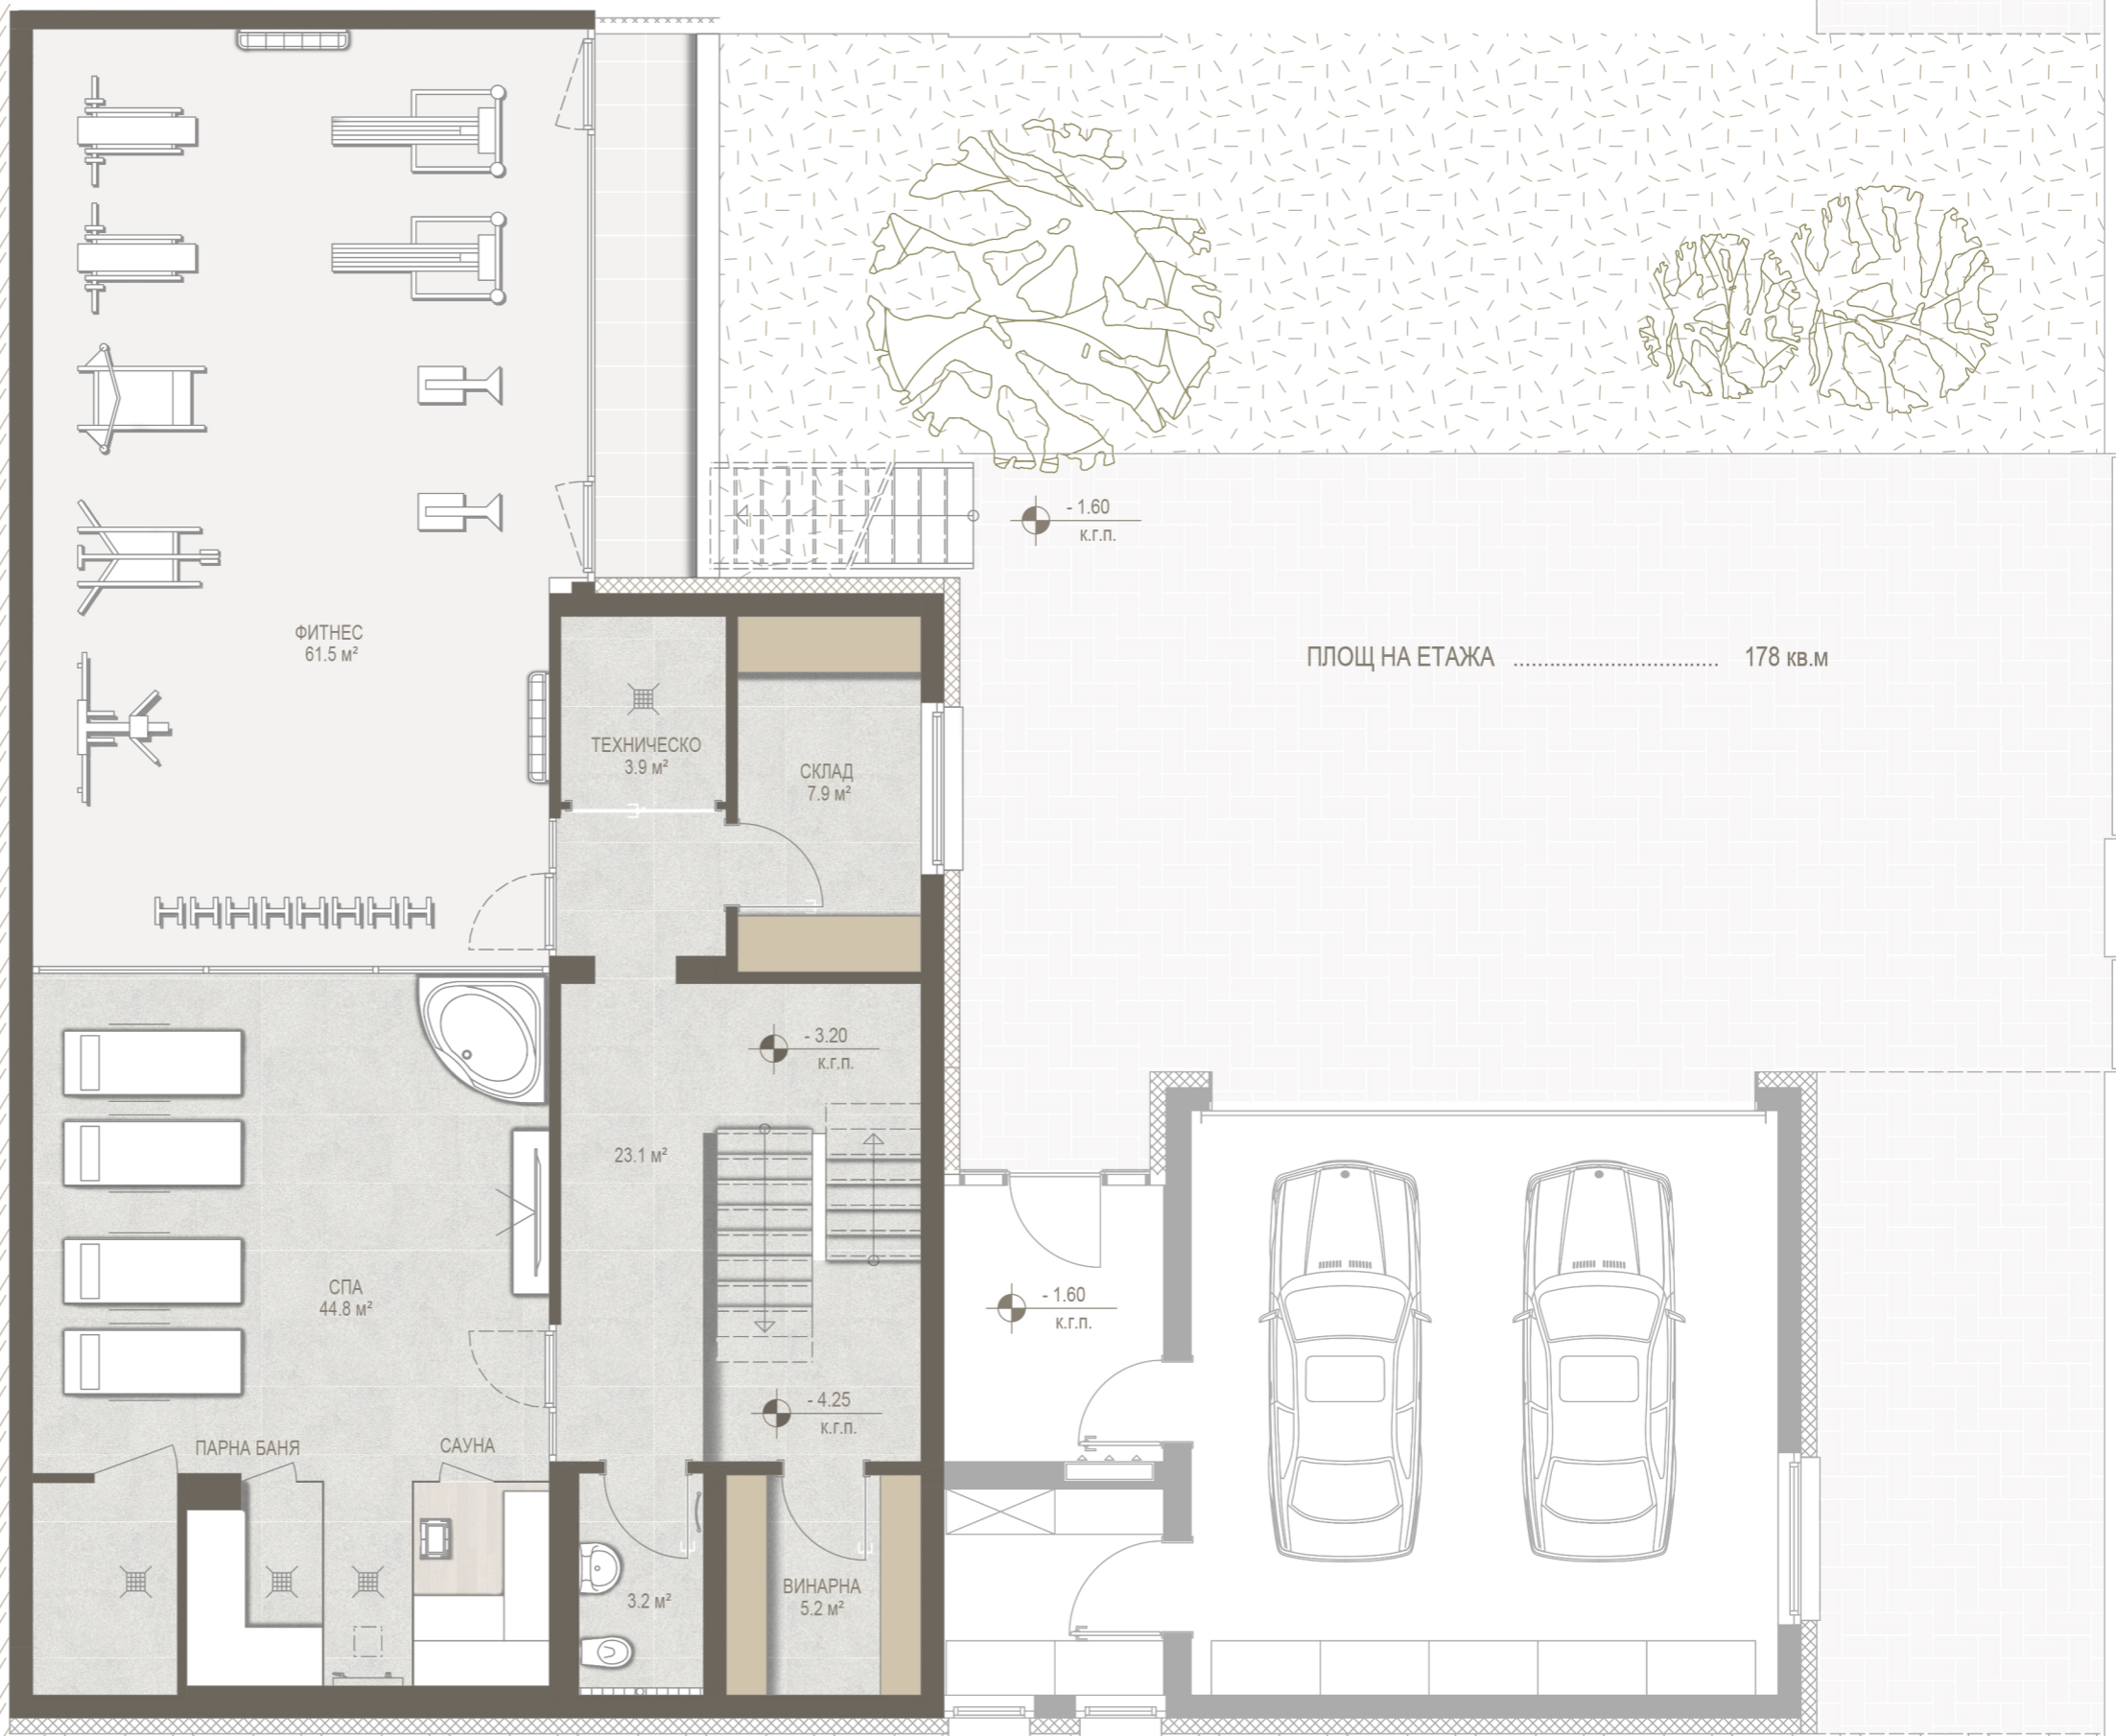 - 1.60
к.г.п.
ФИТНЕС
61.5 м²
ПЛОЩ НА ЕТАЖА .................................. 178 кв.м
ТЕХНИЧЕСКО
3.9 м²
СКЛАД
7.9 м²
- 3.20
к.г.п.
23.1 м²
СПА
44.8 м²
- 1.60
к.г.п.
- 4.25
к.г.п.
ПАРНА БАНЯ
САУНА
3.2 м²
ВИНАРНА
5.2 м²